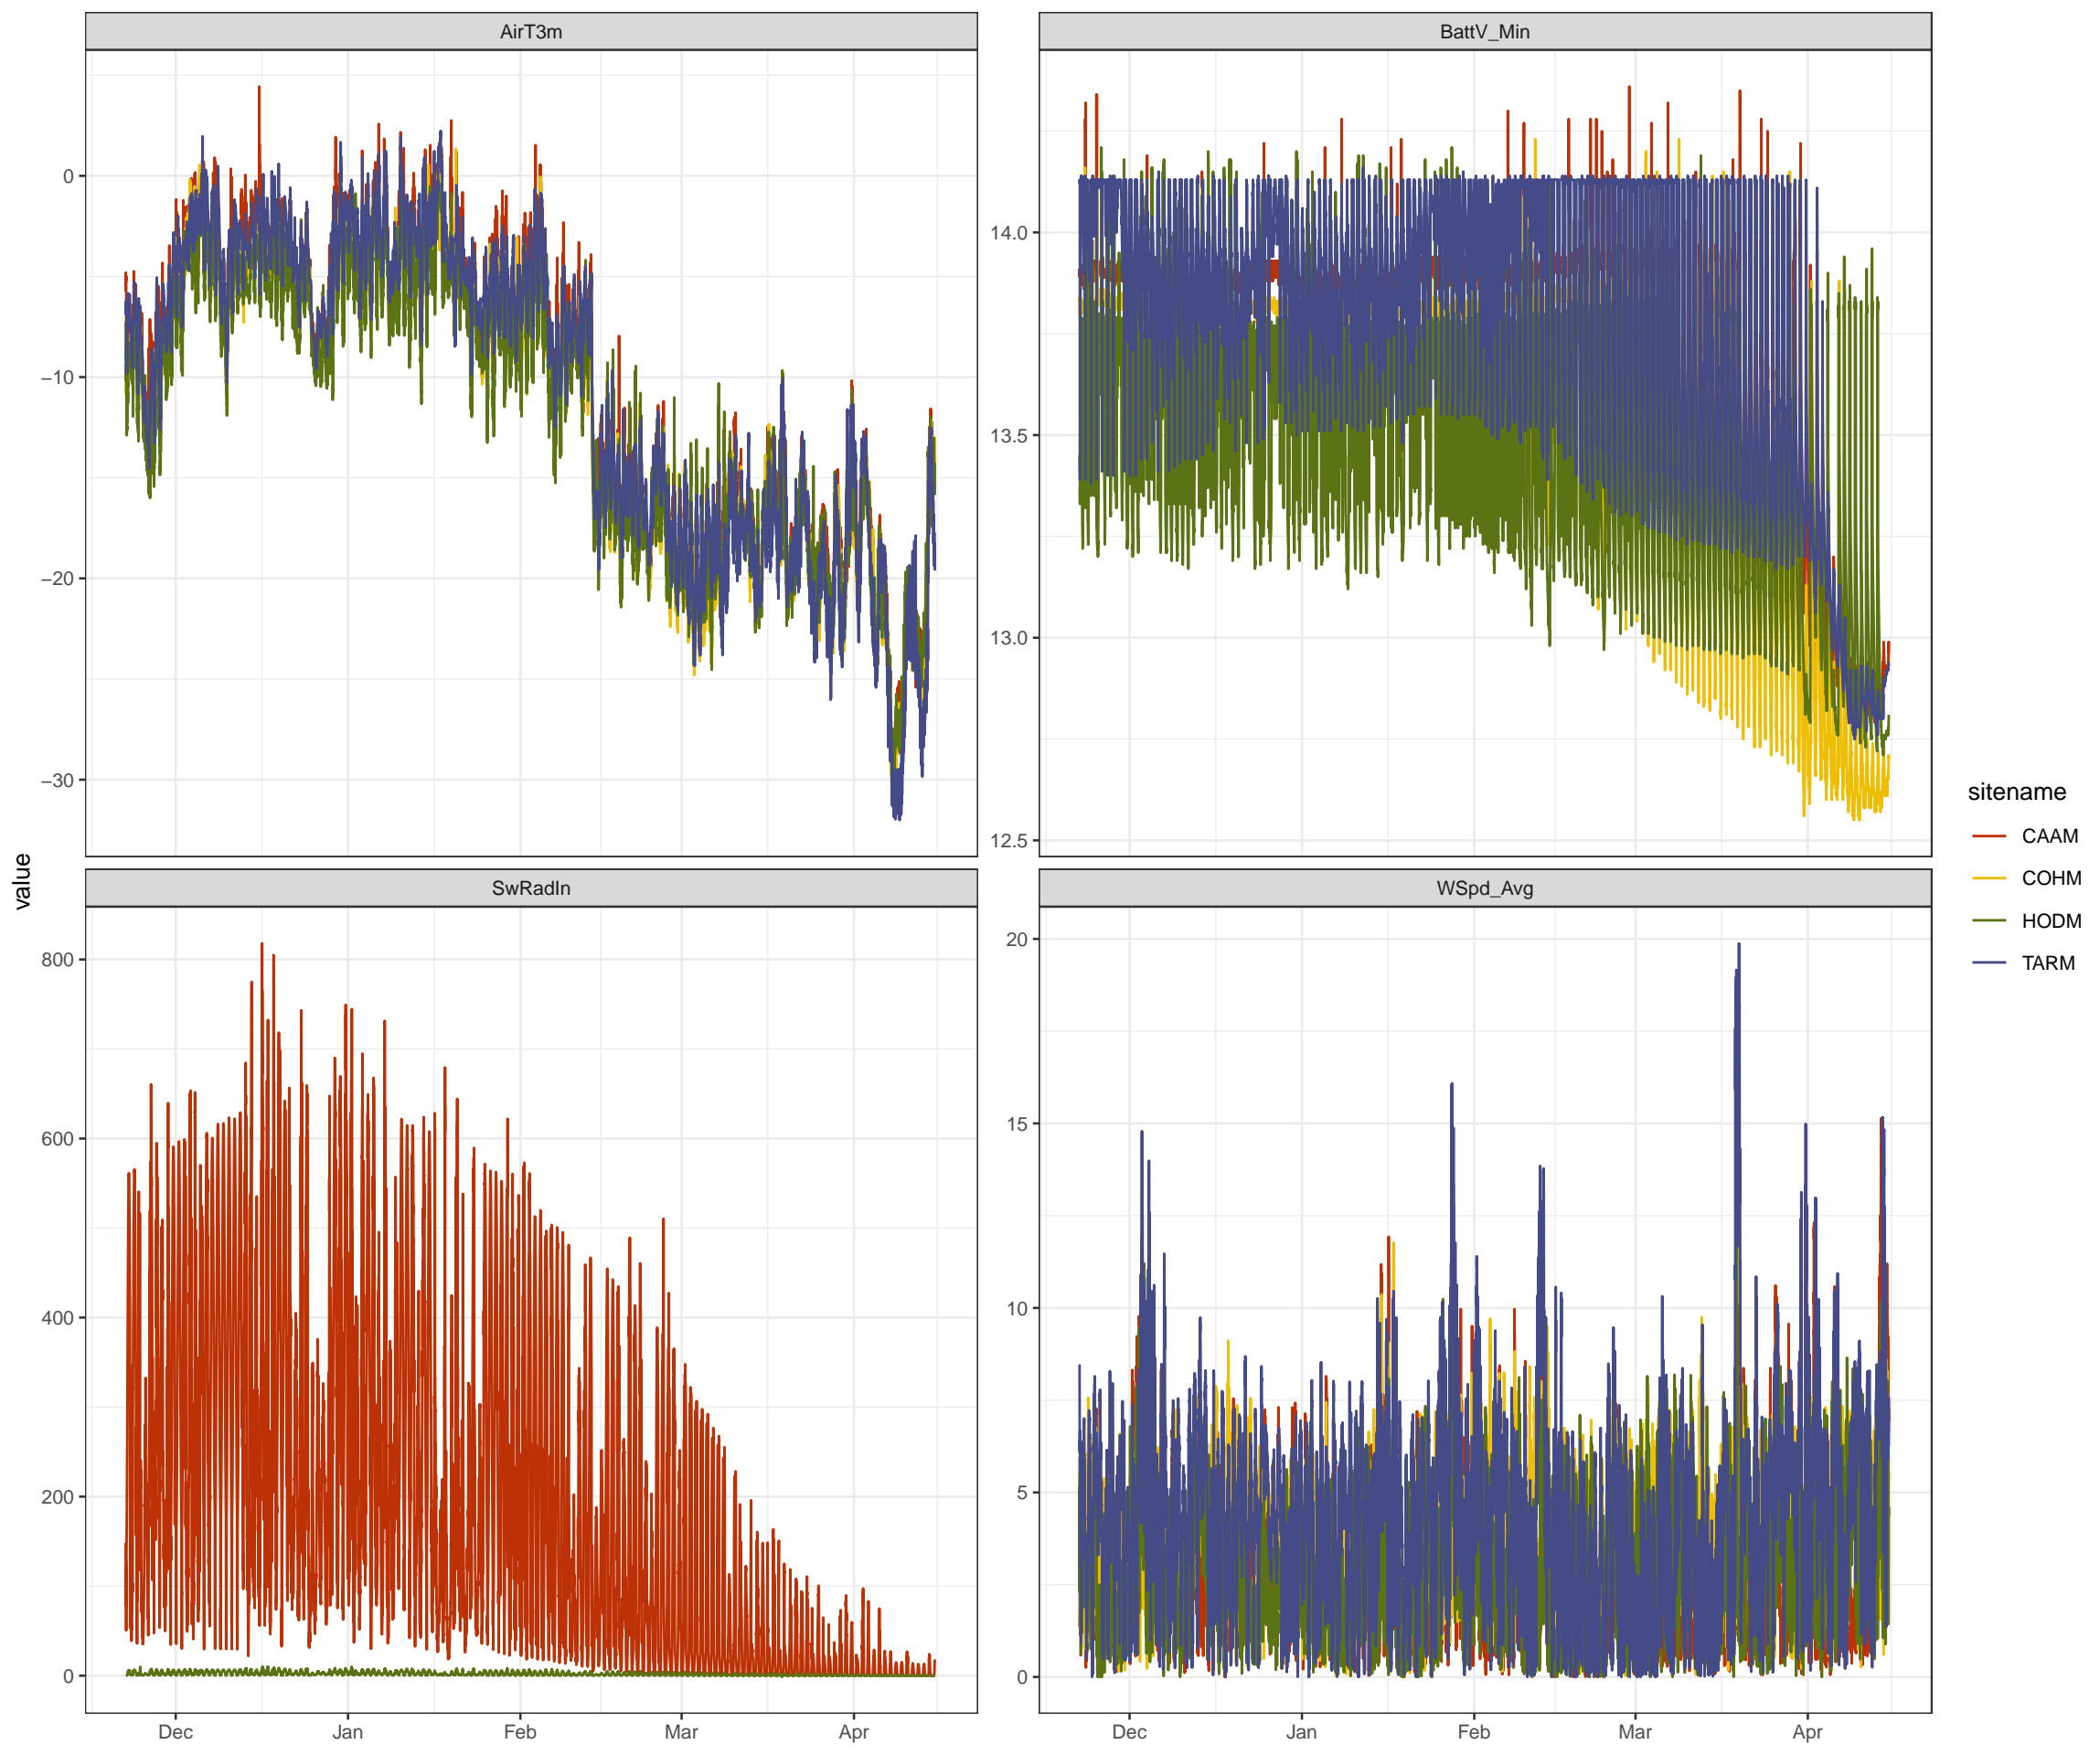 AirT3m
BattV_Min
0
−10
−20
−30
14.0
13.5
13.0
12.5
value
SwRadIn
WSpd_Avg
800
600
400
200
0
20
15
10
5
0
Dec Jan Feb Mar Apr
Dec Jan Feb Mar Apr
sitename
CAAM
COHM
HODM
TARM